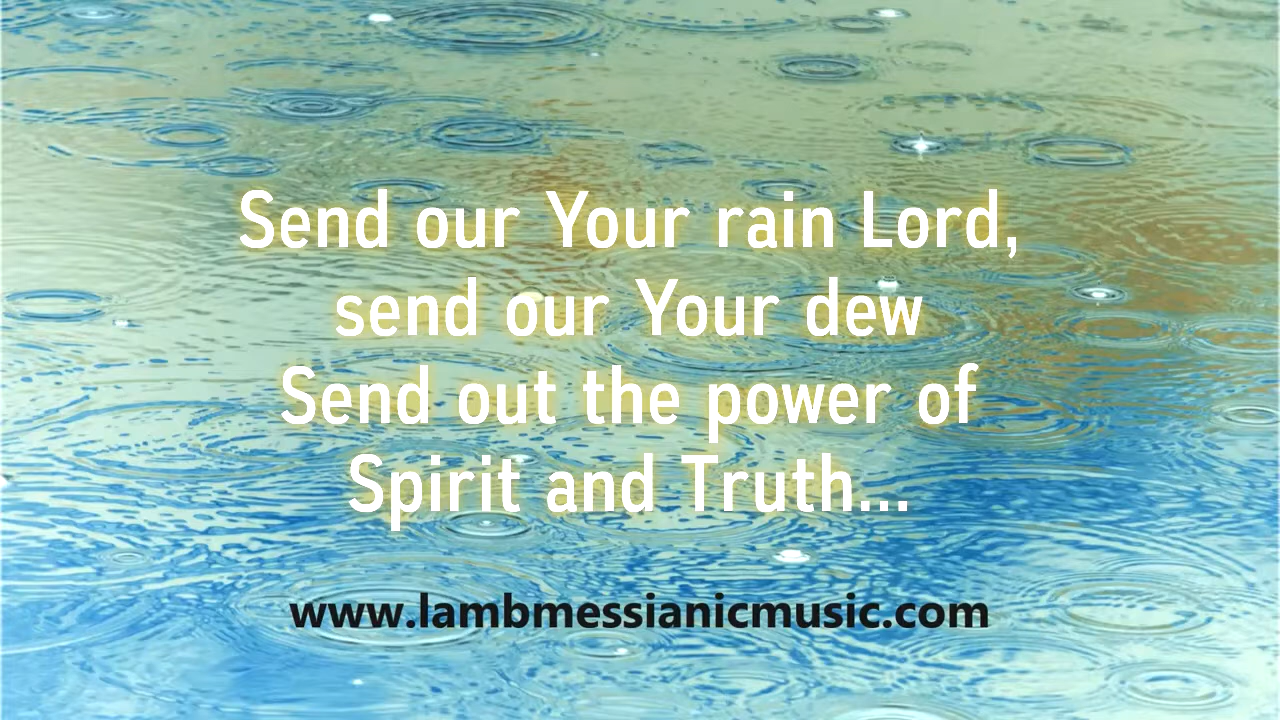 Send our Your rain Lord,
send our Your dew
Send out the power of
Spirit and Truth...
www.lambmessianicmusic.com